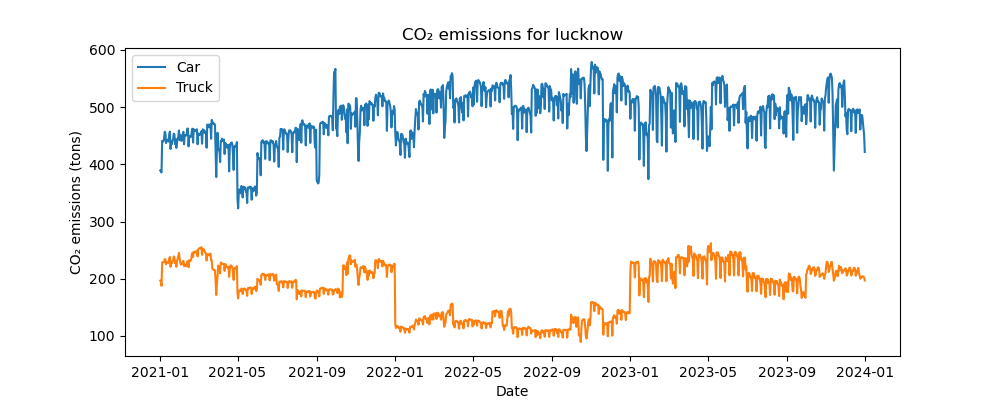 CO₂ emissions for lucknow
Car
Truck
CO₂ emissions (tons)
600
500
400
300
200
100
2021-01 2021-05 2021-09 2022-01 2022-05 2022-09 2023-01 2023-05 2023-09 2024-01
Date